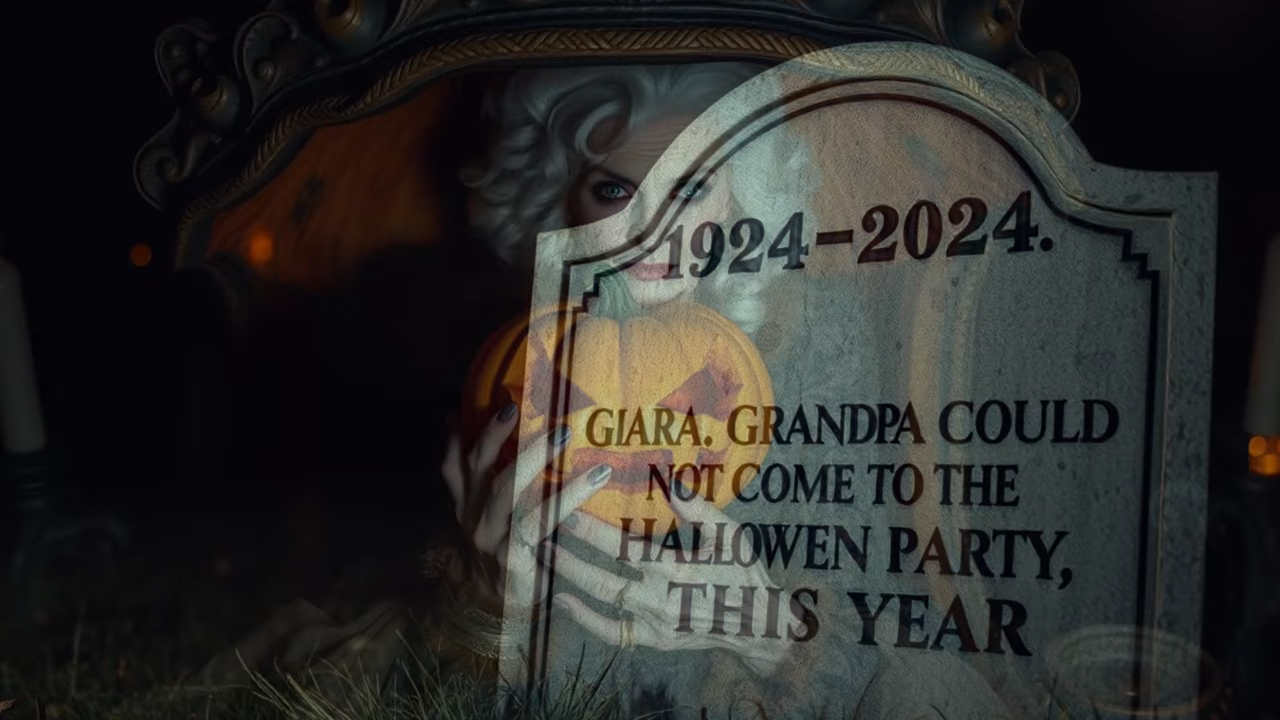 1924-2024.
GIARA. GRANDPA COULD
NOT COME TO THE
HALLOWEN PARTY,
THIS YEAR